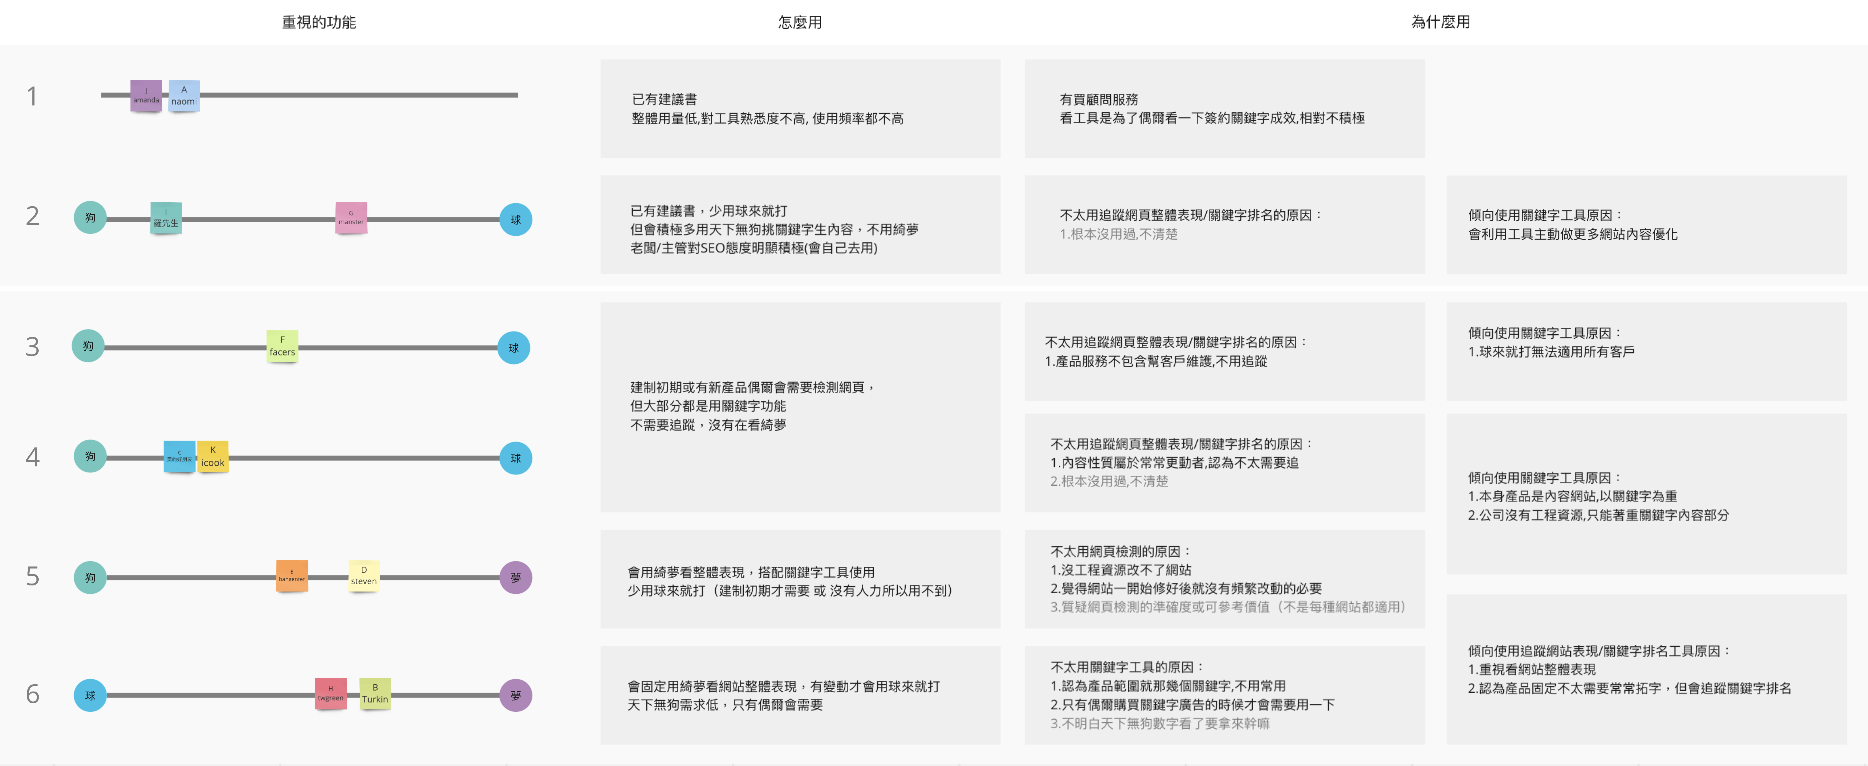 重視的功能
怎麼用
為什麼用
1
I
amanda
A
naom
已有建議書
整體用量低,對工具熟悉度不高, 使用頻率都不高
有買顧問服務
看工具是為了偶爾看一下簽約關鍵字成效,相對不積極
2
狗
羅先生
G
球
已有建議書，少用球來就打
但會積極多用天下無狗挑關鍵字生內容，不用綺夢
老闆/主管對SEO態度明顯積極(會自己去用)
不太用追蹤網頁整體表現/關鍵字排名的原因：
1.根本沒用過,不清楚
傾向使用關鍵字工具原因：
會利用工具主動做更多網站內容優化
3
狗
F
facers
球
建制初期或有新產品偶爾會需要檢測網頁，
但大部分都是用關鍵字功能
不需要追蹤，沒有在看綺夢
不太用追蹤網頁整體表現/關鍵字排名的原因：
1.產品服務不包含幫客戶維護,不用追蹤
傾向使用關鍵字工具原因：
1.球來就打無法適用所有客戶
4
狗
C
K
icook
球
不太用追蹤網頁整體表現/關鍵字排名的原因：
1.內容性質屬於常常更動者,認為不太需要追
2.根本沒用過,不清楚
傾向使用關鍵字工具原因：
1.本身產品是內容網站,以關鍵字為重
2.公司沒有工程資源,只能著重關鍵字內容部分
5
狗
E
D
steven
夢
會用綺夢看整體表現，搭配關鍵字工具使用
少用球來就打（建制初期才需要 或 沒有人力所以用不到）
不太用網頁檢測的原因：
1.沒工程資源改不了網站
2.覺得網站一開始修好後就沒有頻繁改動的必要
3.質疑網頁檢測的準確度或可參考價值（不是每種網站都適用）
6
球
H
twgreen
B
Turkin
夢
會固定用綺夢看網站整體表現，有變動才會用球來就打
天下無狗需求低，只有偶爾會需要
不太用關鍵字工具的原因：
1.認為產品範圍就那幾個關鍵字,不用常用
2.只有偶爾購買關鍵字廣告的時候才會需要用一下
3.不明白天下無狗數字看了要拿來幹嘛
傾向使用追蹤網站表現/關鍵字排名工具原因：
1.重視看網站整體表現
2.認為產品固定不太需要常常拓字，但會追蹤關鍵字排名